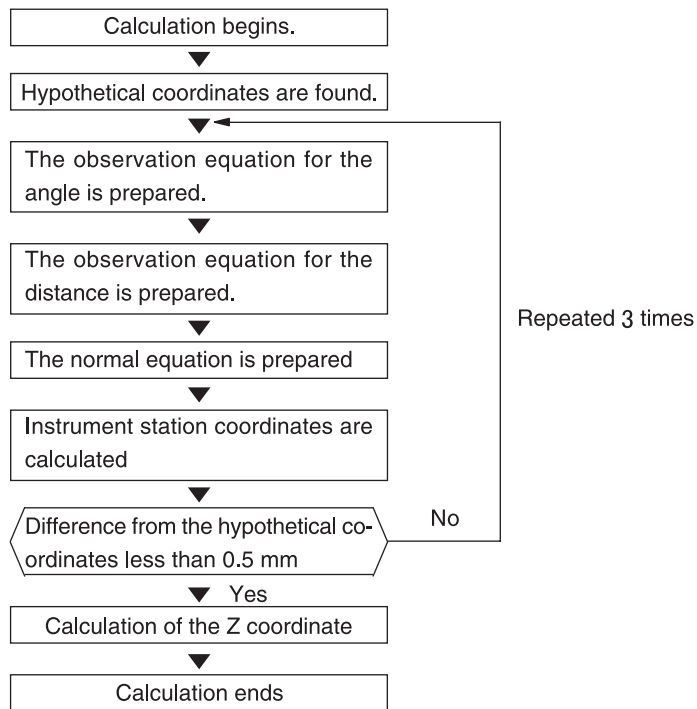 Calculation begins.
Hypothetical coordinates are found.
The observation equation for the
angle is prepared.
The observation equation for the
distance is prepared.
Repeated 3 times
The normal equation is prepared
Instrument station coordinates are
calculated
Difference from the hypothetical co-
ordinates less than 0.5 mm
No
Yes
Calculation of the Z coordinate
Calculation ends